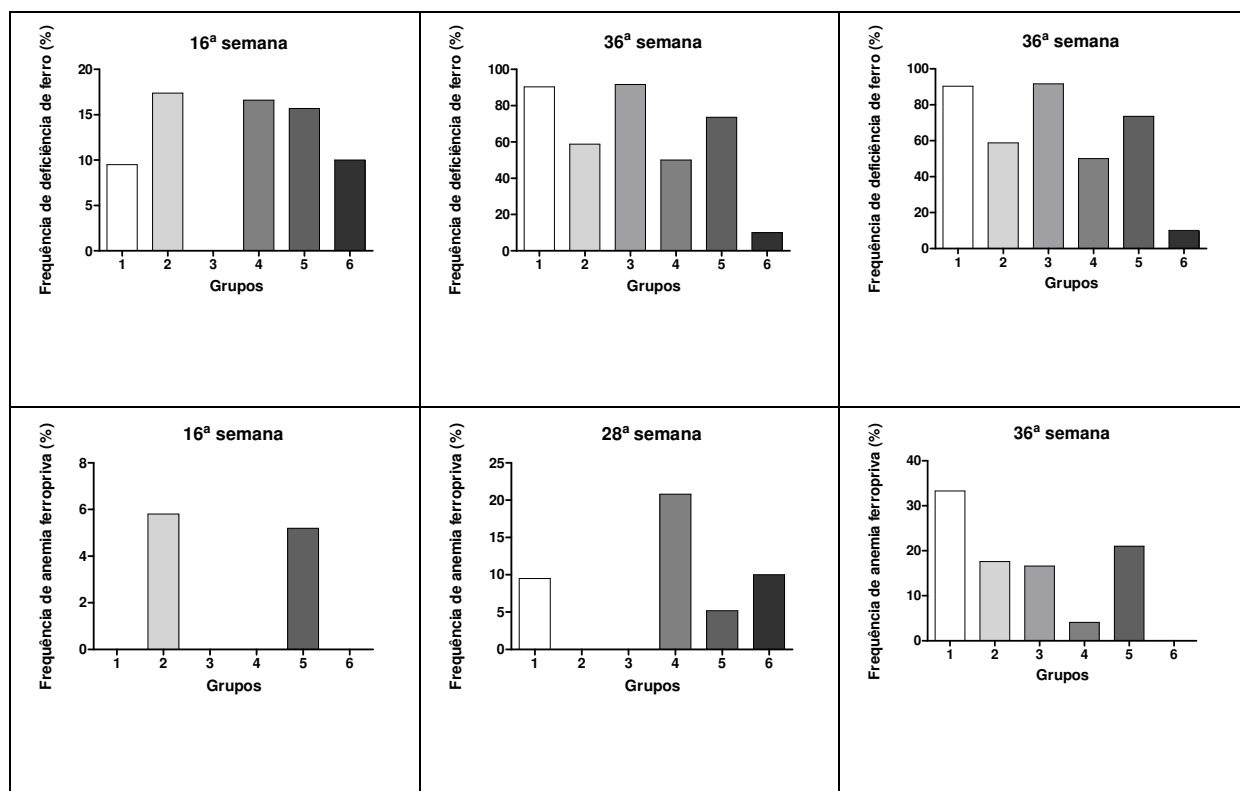 16ª semana
Frequência de deficiência de ferro (%)
20
15
10
5
0
1 2 3 4 5 6
Grupos
36ª semana
Frequência de deficiência de ferro (%)
100
80
60
40
20
0
1 2 3 4 5 6
Grupos
36ª semana
Frequência de deficiência de ferro (%)
100
80
60
40
20
0
1 2 3 4 5 6
Grupos
16ª semana
Frequência de anemia ferropriva (%)
8
6
4
2
0
1 2 3 4 5 6
Grupos
28ª semana
Frequência de anemia ferropriva (%)
25
20
15
10
5
0
1 2 3 4 5 6
Grupos
36ª semana
Frequência de anemia ferropriva (%)
40
30
20
10
0
1 2 3 4 5 6
Grupos